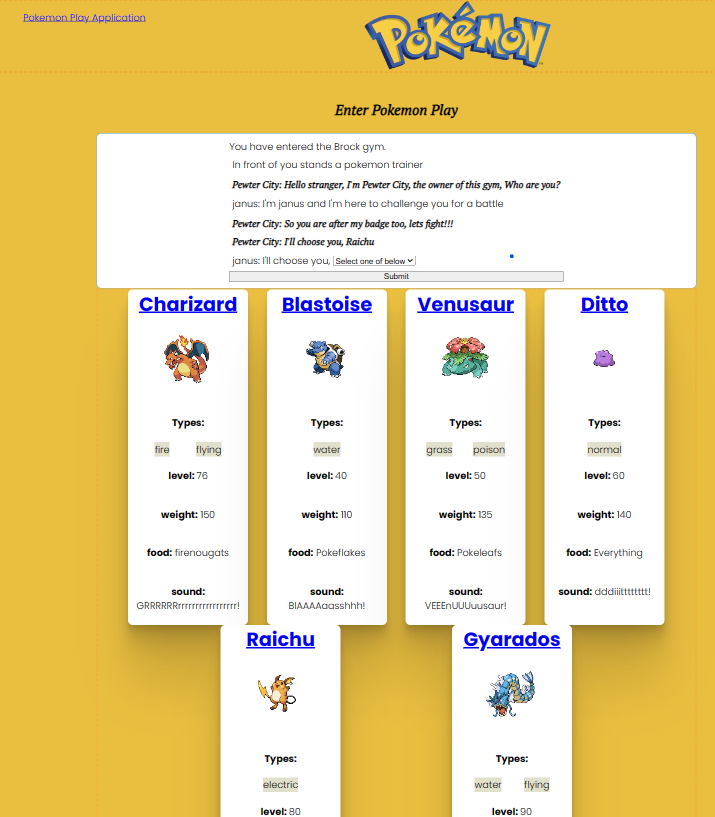 Pokemon Play Application
POKéMON
Enter Pokemon Play
You have entered the Brock gym.
In front of you stands a pokemon trainer
Pewter City: Hello stranger, I'm Pewter City, the owner of this gym, Who are you?
janus: I'm janus and I'm here to challenge you for a battle
Pewter City: So you are after my badge too, lets fight!!!
Pewter City: I'll choose you, Raichu
janus: I'll choose you, Select one of below
Submit
Charizard
Types:
fire flying
level: 76
weight: 150
food: firenougats
sound:
GRRRRRRrrrrrrrrrrrrrrrrr!
Blastoise
Types:
water
level: 40
weight: 110
food: Pokeflakes
sound:
BlAAAAaasshhh!
Venusaur
Types:
grass poison
level: 50
weight: 135
food: Pokeleafs
sound:
VEEEnUUUuusaur!
Ditto
Types:
normal
level: 60
weight: 140
food: Everything
sound: dddiiittttttttt!
Raichu
Types:
electric
level: 80
Gyarados
Types:
water flying
level: 90